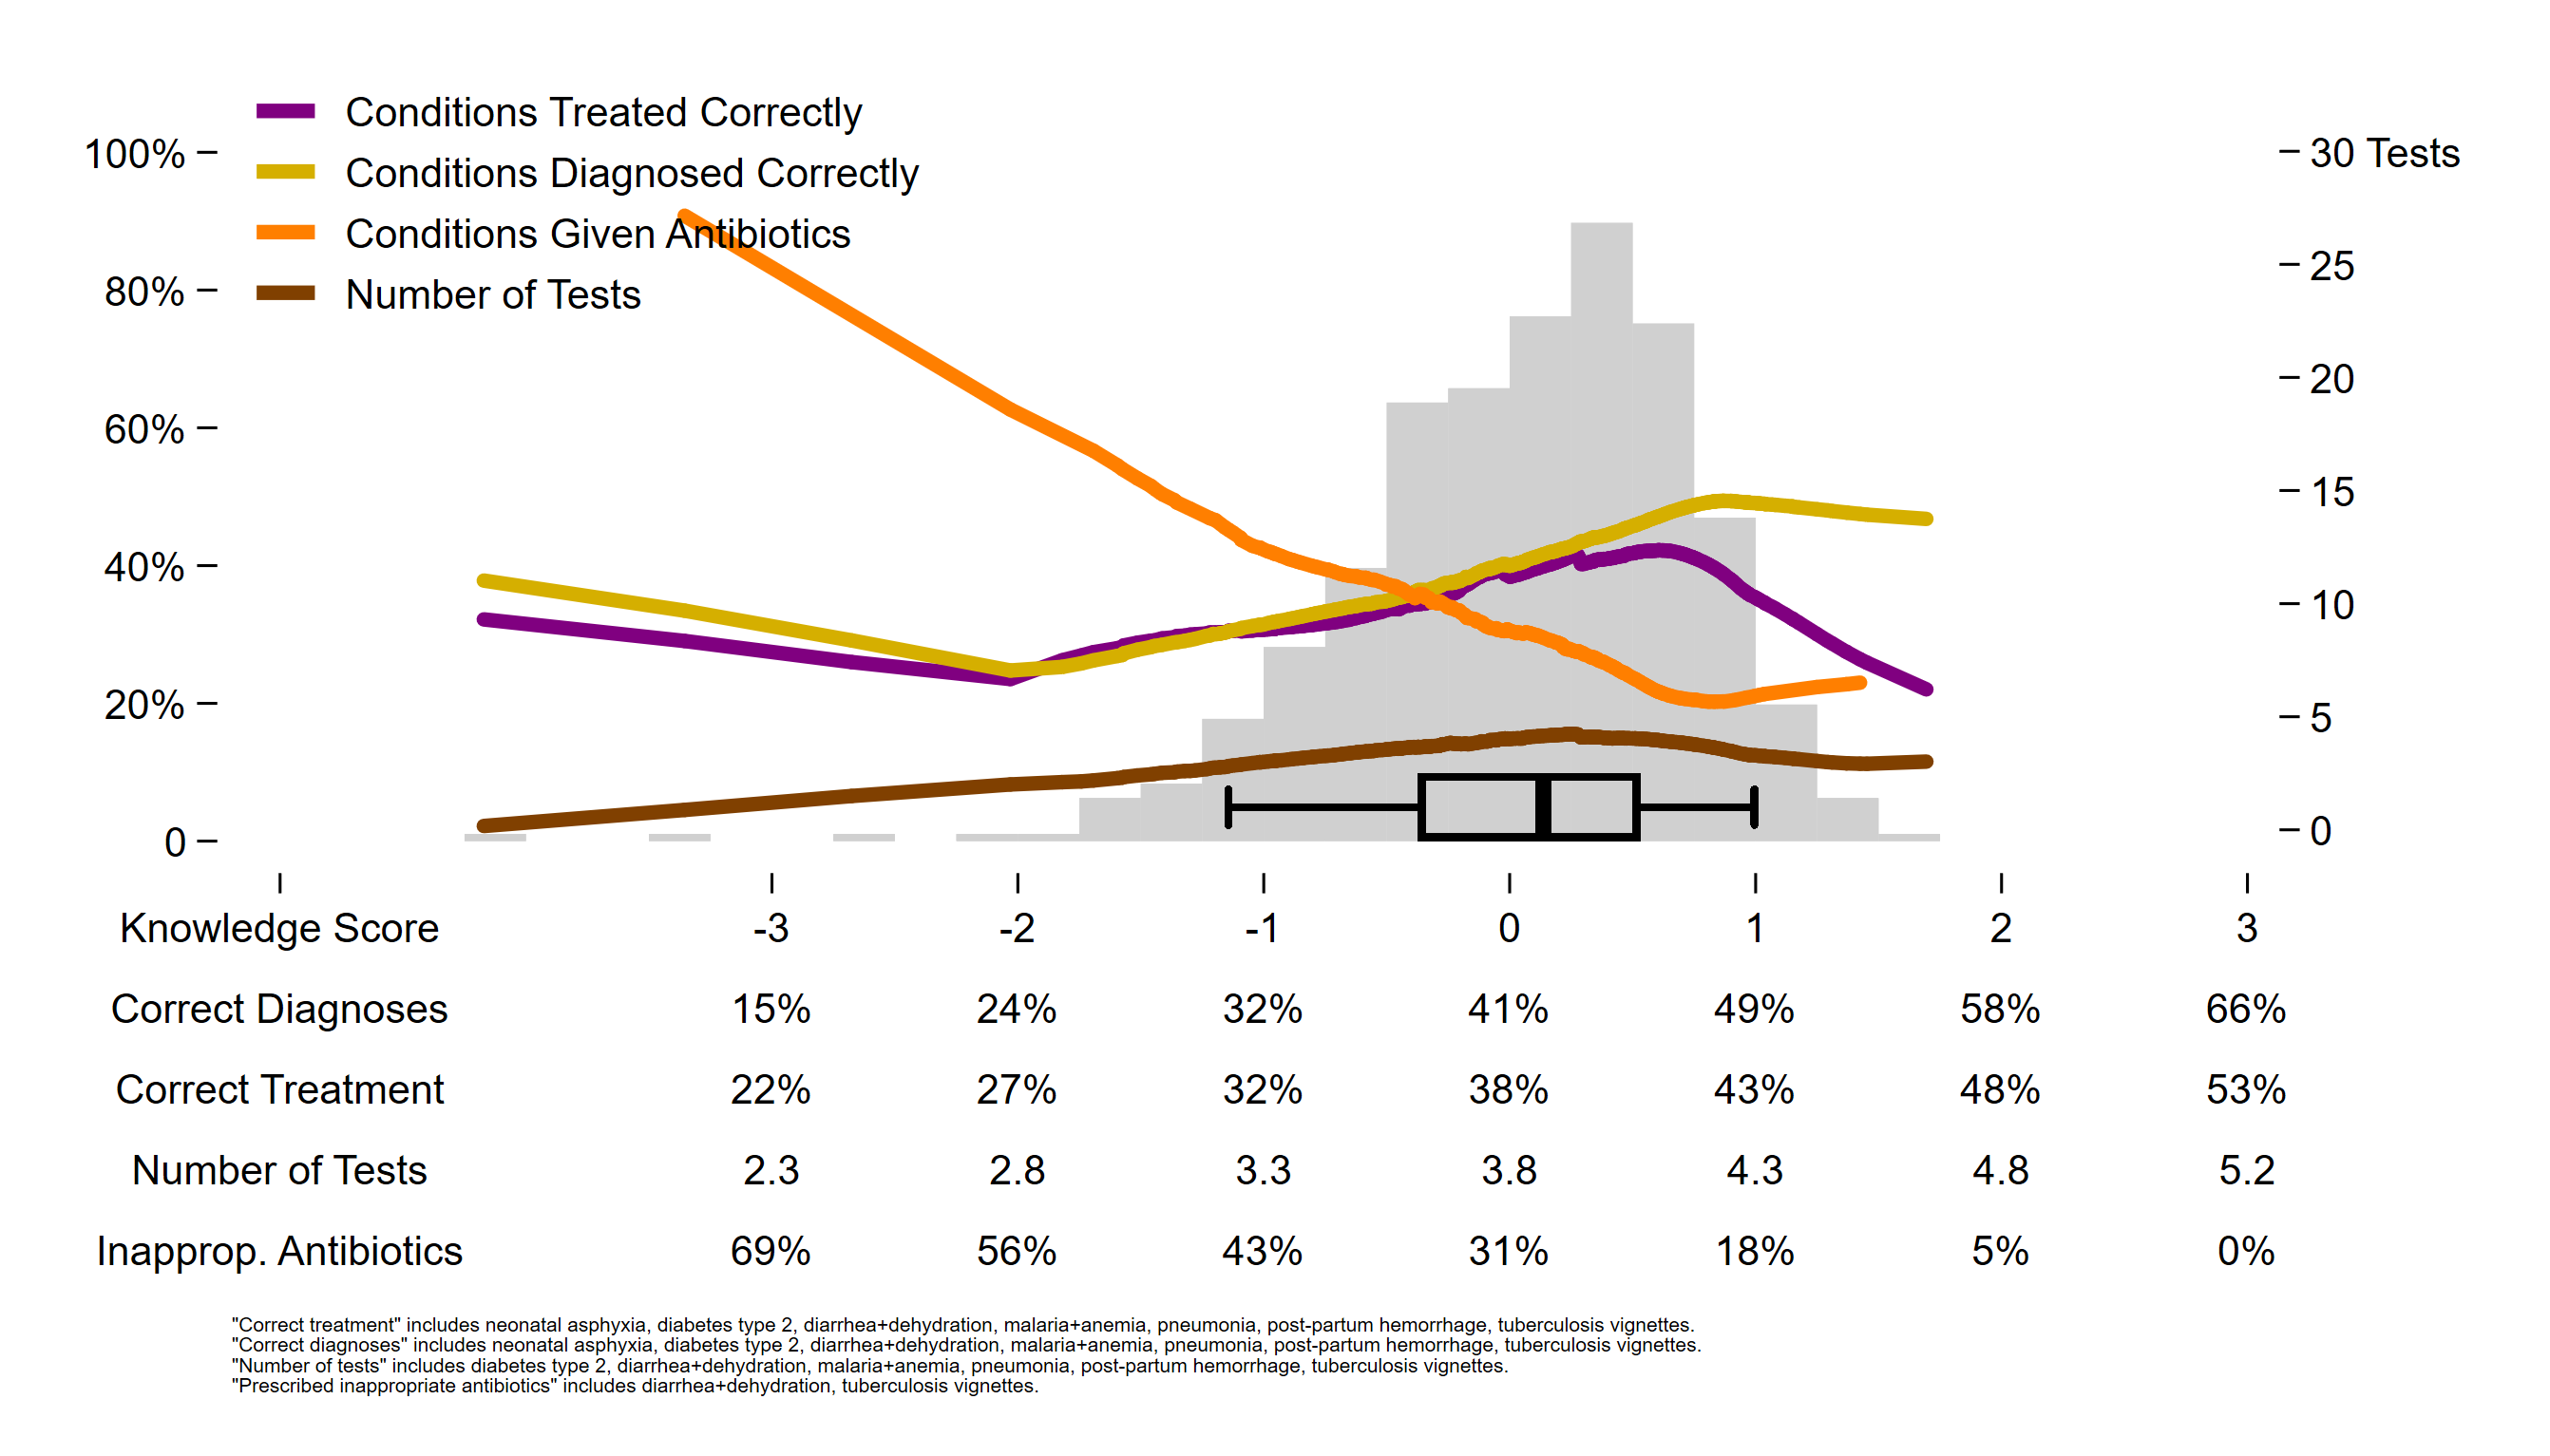 Conditions Treated Correctly
Conditions Diagnosed Correctly
Conditions Given Antibiotics
Number of Tests
100%
80%
60%
40%
20%
0
30 Tests
25
20
15
10
5
0
Knowledge Score -3 -2 -1 0 1 2 3
Correct Diagnoses 15% 24% 32% 41% 49% 58% 66%
Correct Treatment 22% 27% 32% 38% 43% 48% 53%
Number of Tests 2.3 2.8 3.3 3.8 4.3 4.8 5.2
Inapprop. Antibiotics 69% 56% 43% 31% 18% 5% 0%
"Correct treatment" includes neonatal asphyxia, diabetes type 2, diarrhea+dehydration, malaria+anemia, pneumonia, post-partum hemorrhage, tuberculosis vignettes.
"Correct diagnoses" includes neonatal asphyxia, diabetes type 2, diarrhea+dehydration, malaria+anemia, pneumonia, post-partum hemorrhage, tuberculosis vignettes.
"Number of tests" includes diabetes type 2, diarrhea+dehydration, malaria+anemia, pneumonia, post-partum hemorrhage, tuberculosis vignettes.
"Prescribed inappropriate antibiotics" includes diarrhea+dehydration, tuberculosis vignettes.